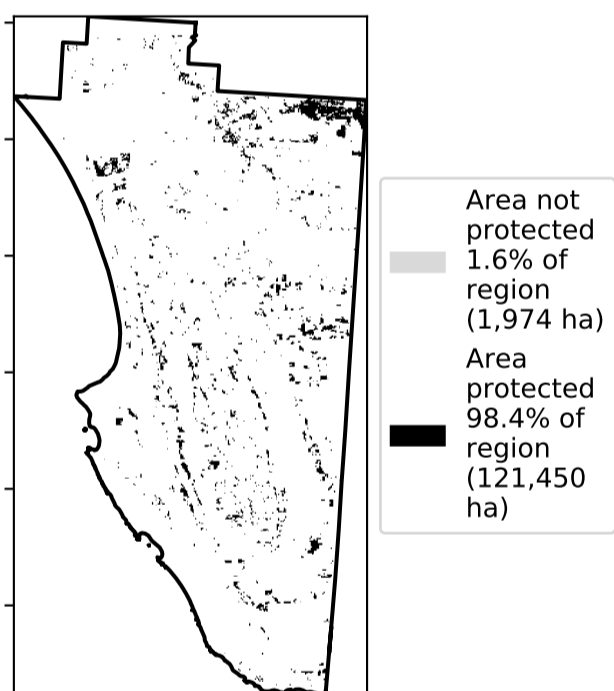 Area not
protected
1.6% of
region
(1,974 ha)
Area
protected
98.4% of
region
(121,450
ha)